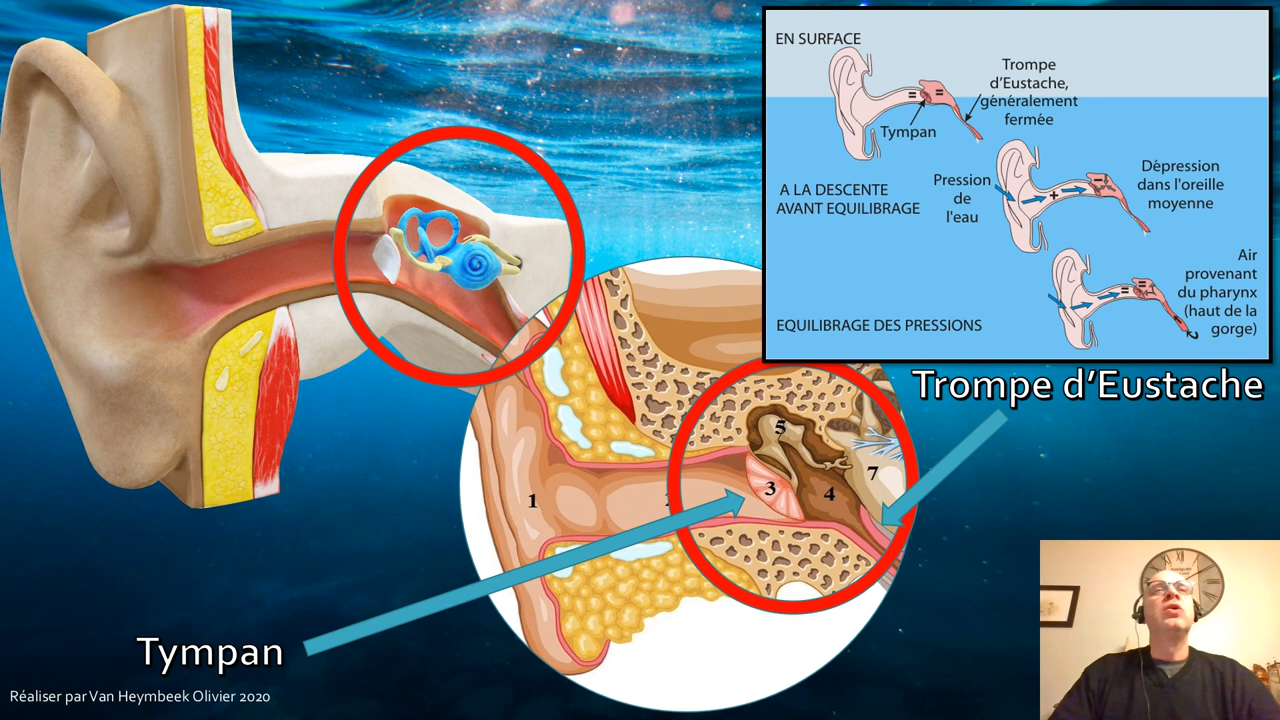 EN SURFACE
Trompe
d'Eustache,
généralement
fermée
=
=
Tympan
A LA DESCENTE
AVANT EQUILIBRAGE
Pression
de
l'eau
+
-
Dépression
dans l'oreille
moyenne
EQUILIBRAGE DES PRESSIONS
=
=
Air
provenant
du pharynx
(haut de la
gorge)
Trompe d'Eustache
5
7
3
4
1
Tympan
Réaliser par Van Heymbeek Olivier 2020